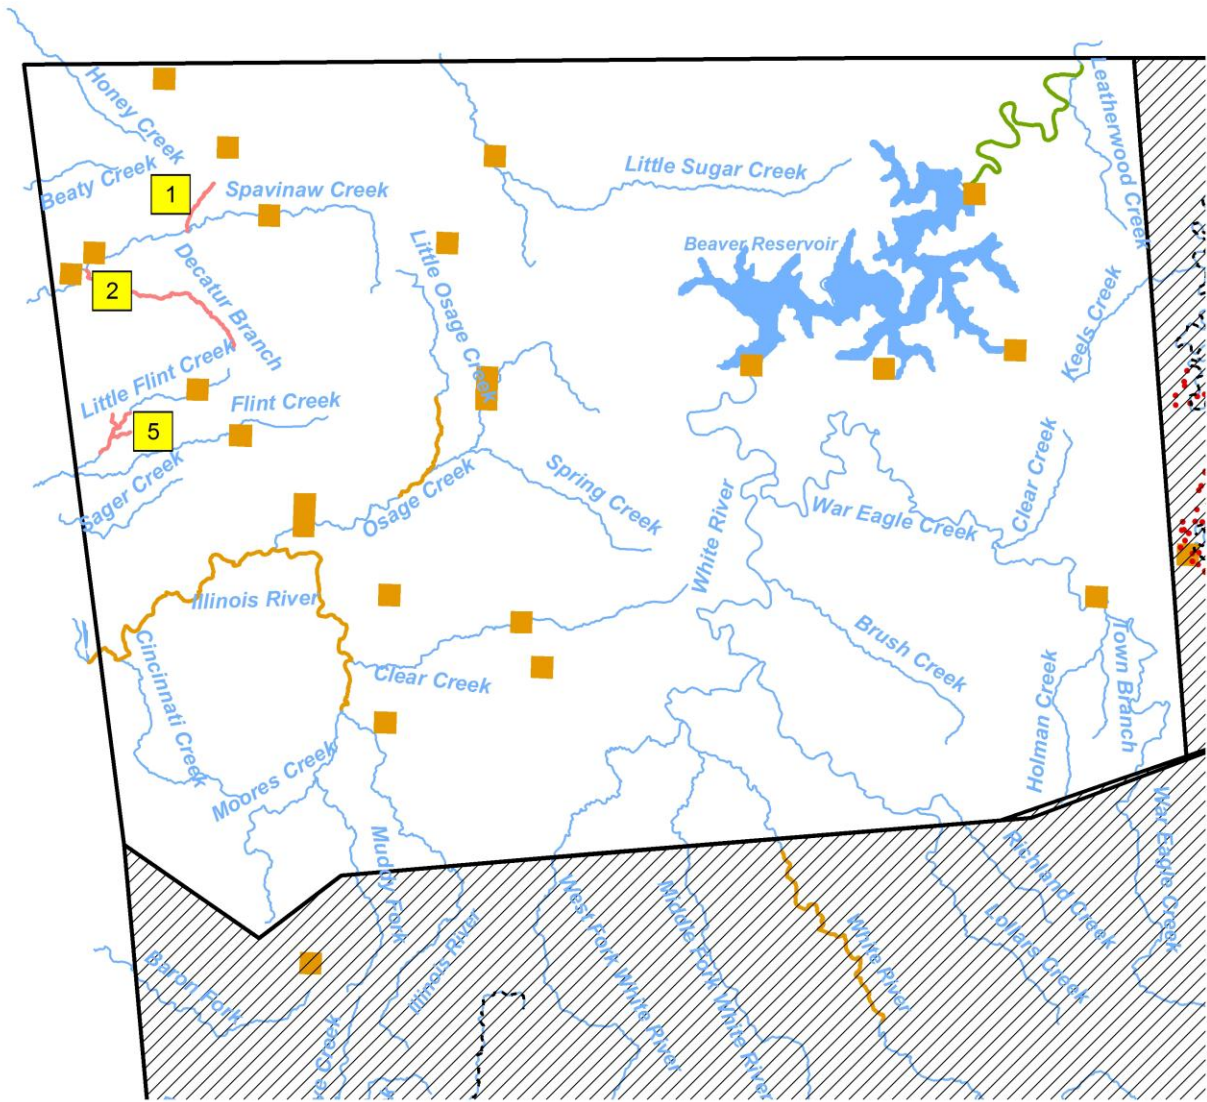 Honey Creek
Leatherwood Creek
Beaty Creek
1
Spavinaw Creek
Little Sugar Creek
Beaver Reservoir
Little Osage Creek
Decatur Branch
2
Keels Creek
Little Flint Creek
Flint Creek
5
Sager Creek
Osage Creek
Spring Creek
White River
War Eagle Creek
Clear Creek
Illinois River
Cincinnati Creek
Clear Creek
Brush Creek
Holman Creek
Town Branch
Moores Creek
Muddy Fork
War Eagle Creek
Richland Creek
Lollars Creek
White River
Middle Fork White River
West Fork White River
Illinois River
Baron Fork
ke Creek